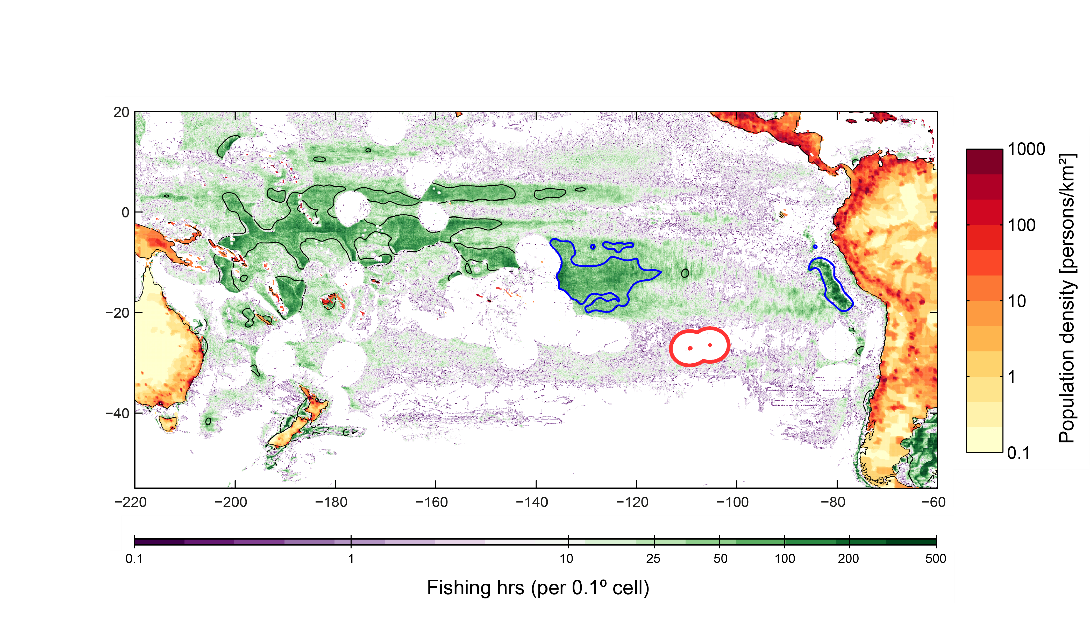 20
0
−20
−40
−220 −200 −180 −160 −140 −120 −100 −80 −60
1000
100
10
1
0.1
Population density [persons/km²]
0.1 1 10 25 50 100 200 500
Fishing hrs (per 0.1º cell)